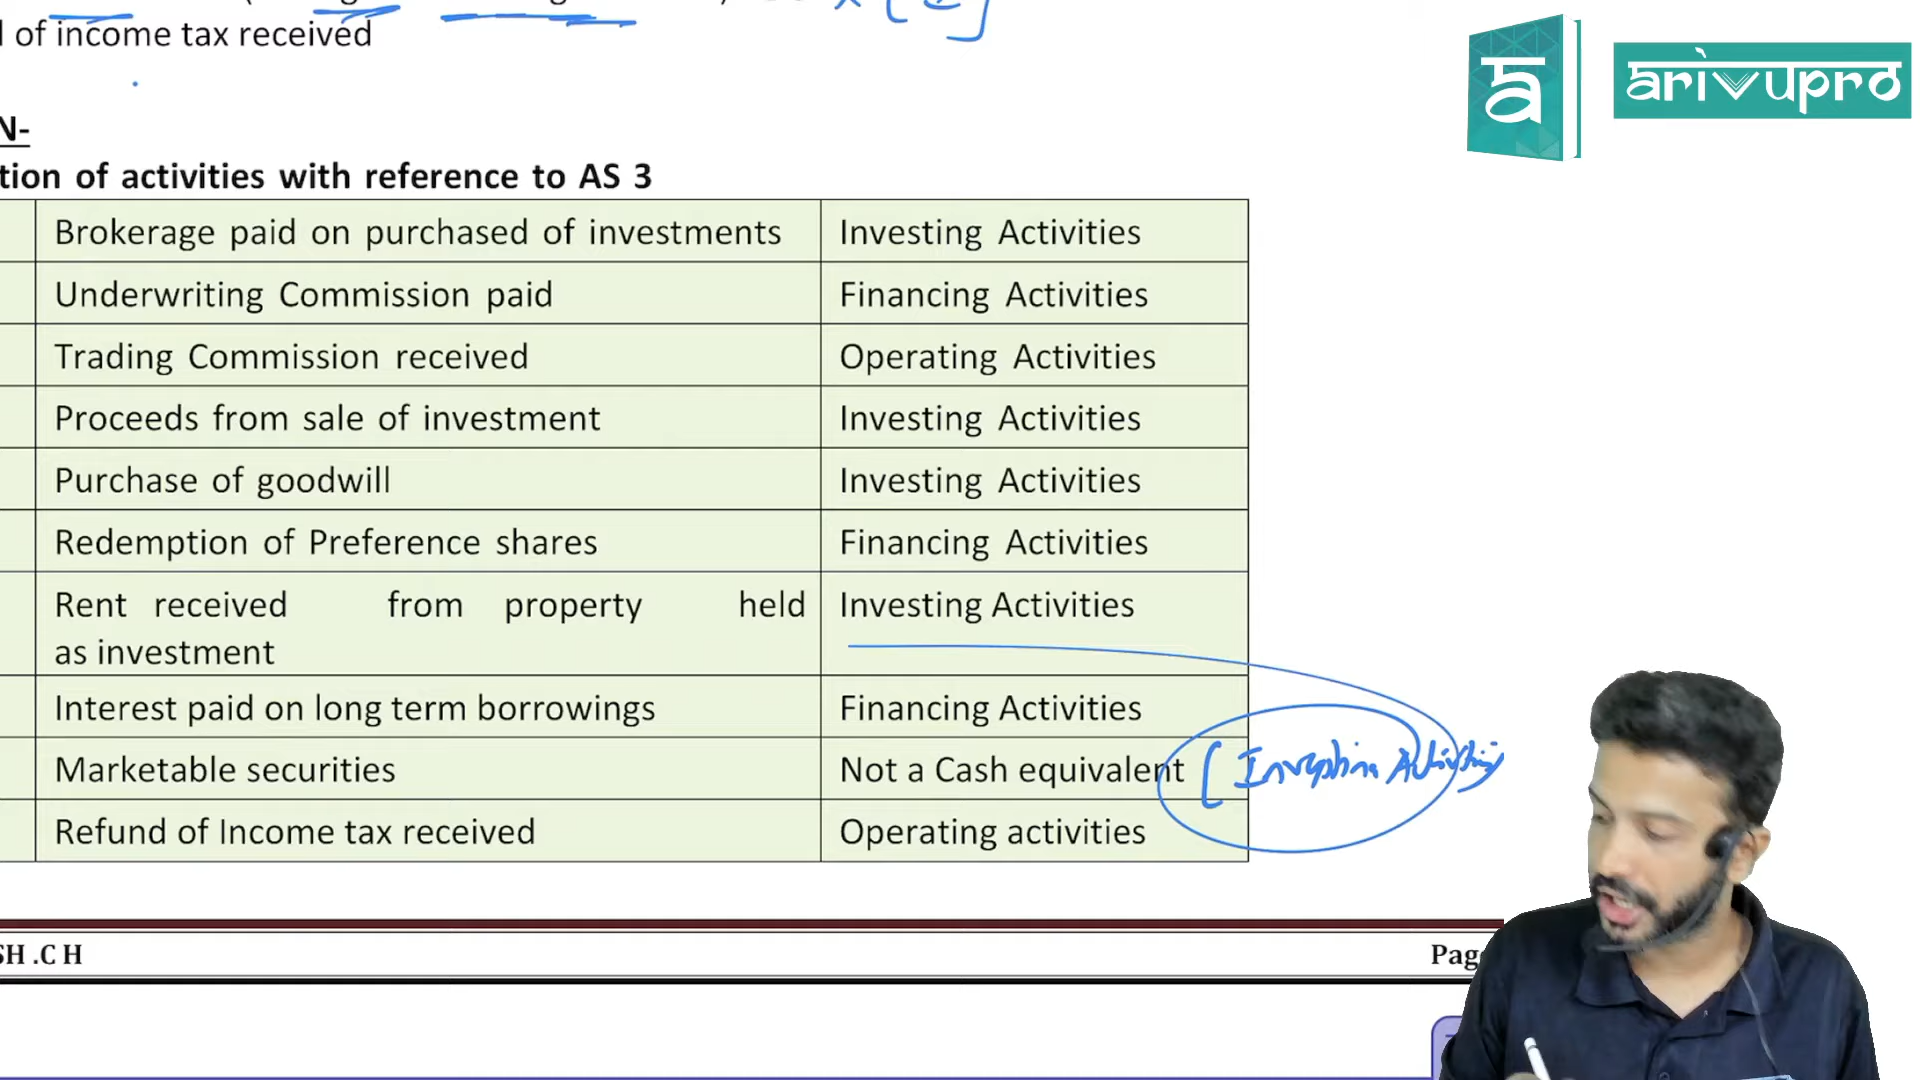 l of income tax received
arivupro
N-
tion of activities with reference to AS 3
Brokerage paid on purchased of investments Investing Activities
Underwriting Commission paid Financing Activities
Trading Commission received Operating Activities
Proceeds from sale of investment Investing Activities
Purchase of goodwill Investing Activities
Redemption of Preference shares Financing Activities
Rent received from property held Investing Activities
as investment
Interest paid on long term borrowings Financing Activities
Marketable securities Not a Cash equivalent [Investing Activities
Refund of Income tax received Operating activities
SH .C H Pag